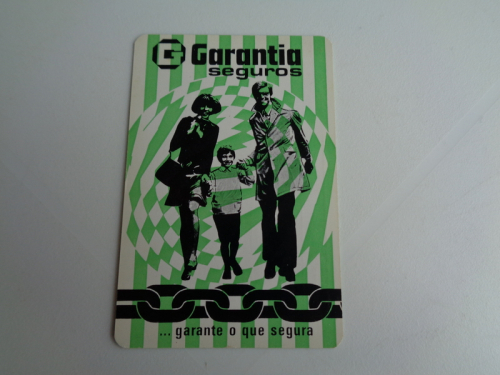 G Garantia
seguros
... garante o que segura